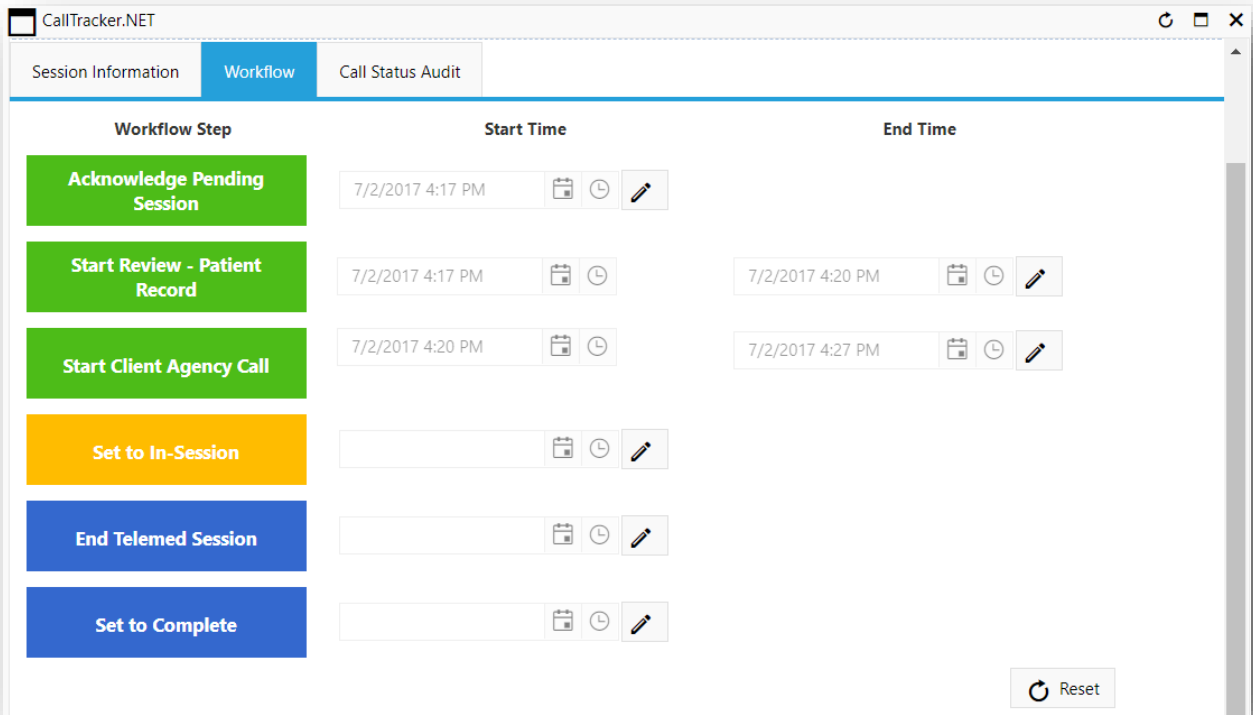 CallTracker.NET
Session Information Workflow Call Status Audit
Workflow Step Start Time End Time
Acknowledge Pending
Session
7/2/2017 4:17 PM
Start Review - Patient
Record
7/2/2017 4:17 PM 7/2/2017 4:20 PM
Start Client Agency Call
7/2/2017 4:20 PM 7/2/2017 4:27 PM
Set to In-Session
End Telemed Session
Set to Complete
Reset